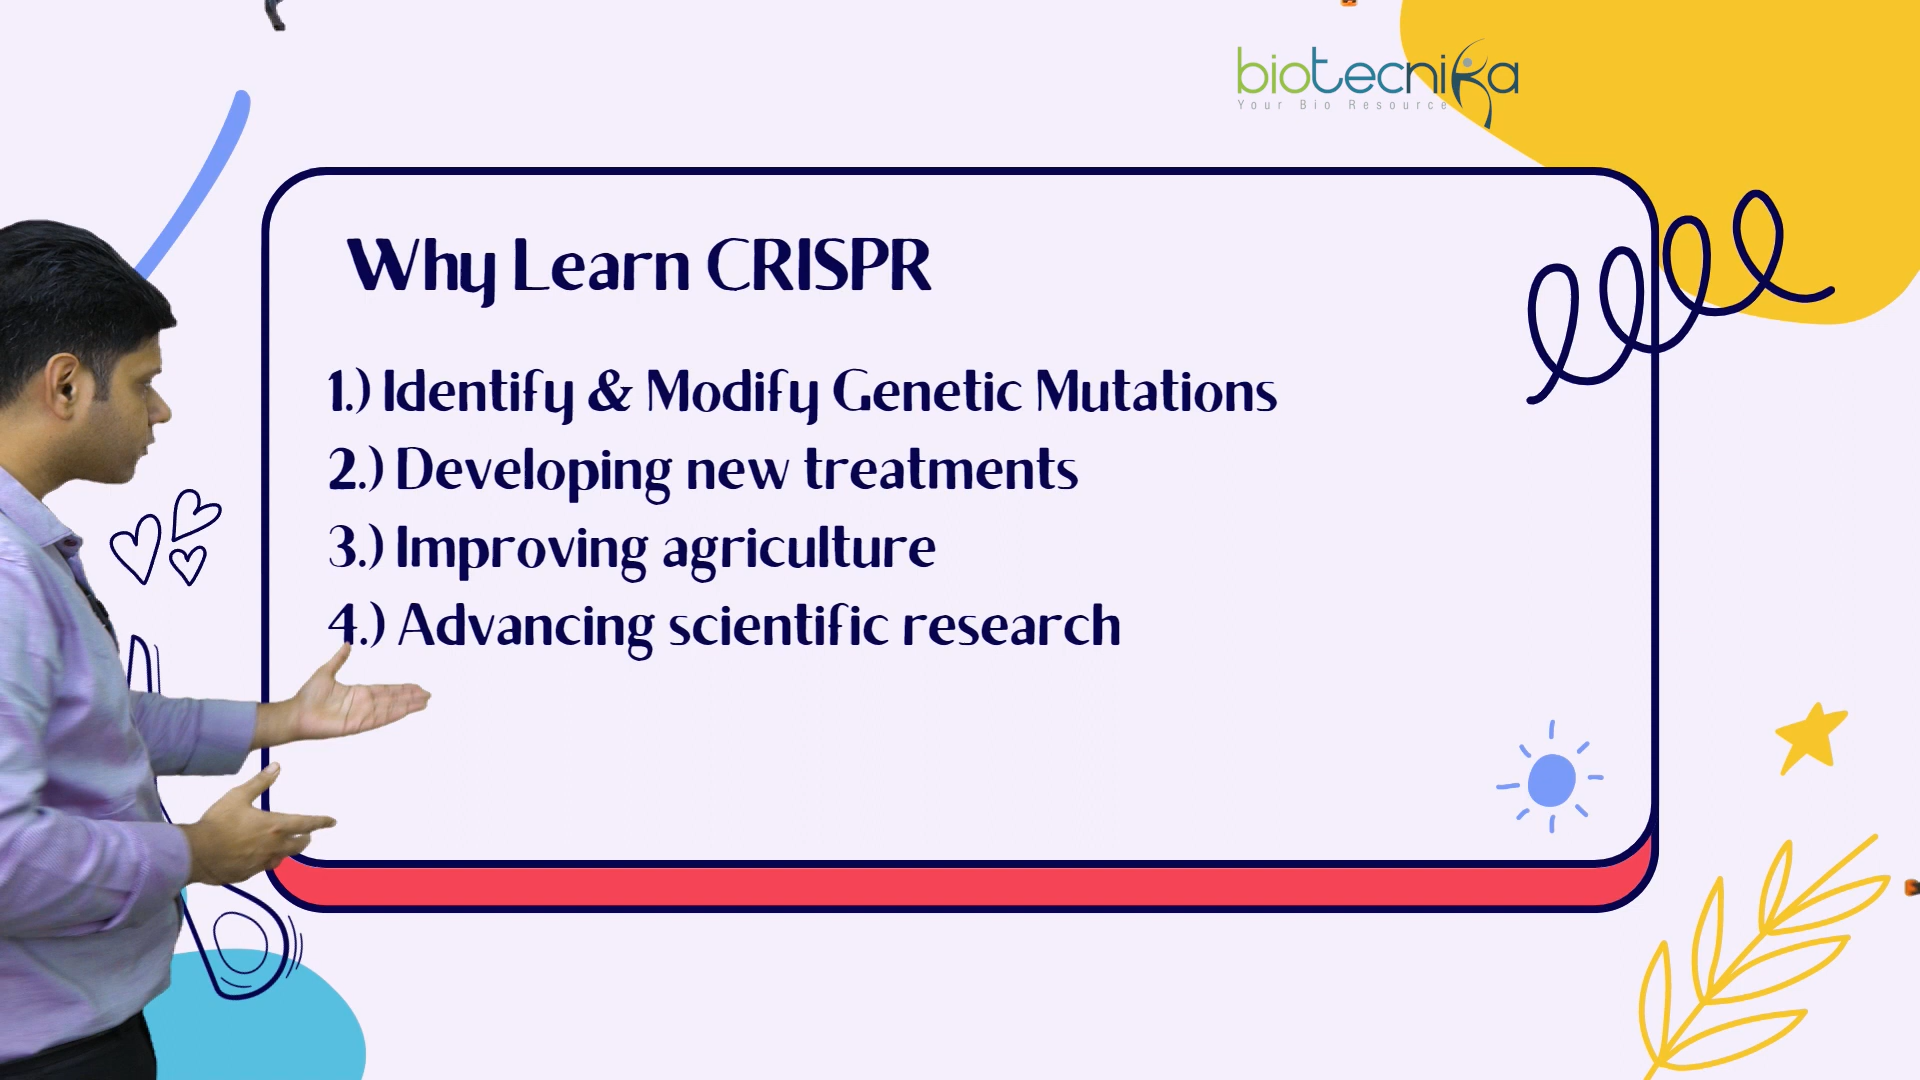 biotecnika
Your Bio Resource
Why Learn CRISPR
1.) Identify & Modify Genetic Mutations
2.) Developing new treatments
3.) Improving agriculture
4.) Advancing scientific research